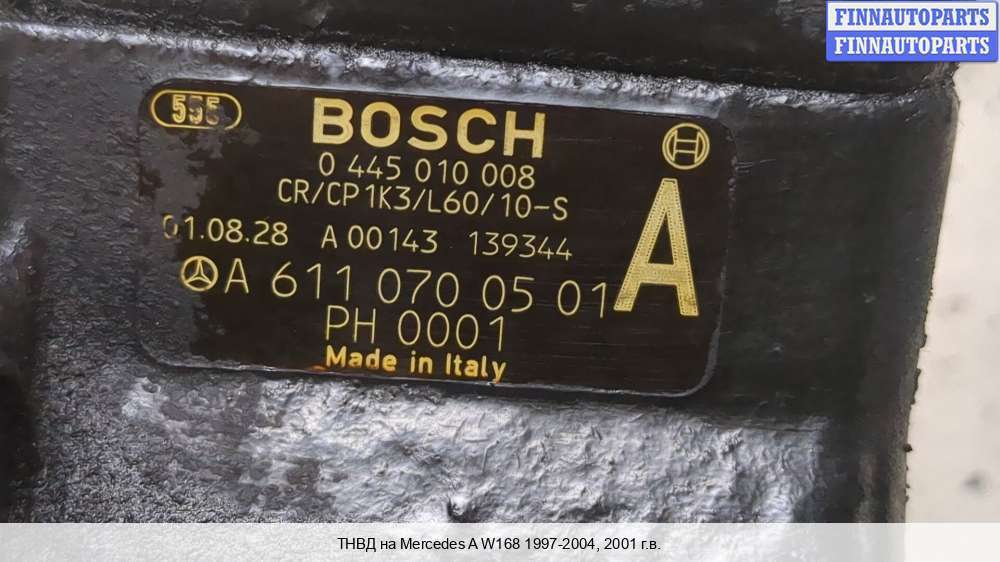 FINNAUTOPARTS
FINNAUTOPARTS
595
BOSCH
0 445 010 008
CR/CP1K3/L60/10-S
01.08.28 A 00143 139344
A
A 611 070 05 01
PH 0001
Made in Italy
ТНВД на Mercedes A W168 1997-2004, 2001 г.в.